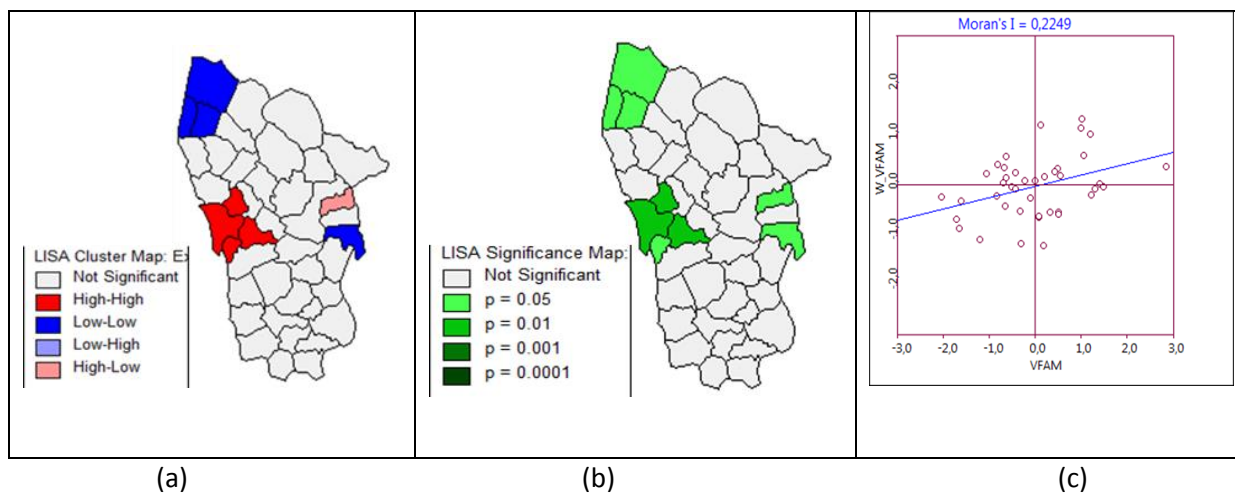 LISA Cluster Map: Ex
Not Significant
High-High
Low-Low
Low-High
High-Low
LISA Significance Map:
Not Significant
p = 0.05
p = 0.01
p = 0.001
p = 0.0001
Moran's I = 0,2249
W_VFAM
2,0
1,0
0,0
-1,0
-2,0
-3,0 -2,0 -1,0 0,0 1,0 2,0 3,0
VFAM
(a) (b) (c)